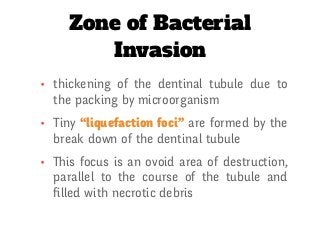 Zone of Bacterial
Invasion
• thickening of the dentinal tubule due to
the packing by microorganism
• Tiny “liquefaction foci” are formed by the
break down of the dentinal tubule
• This focus is an ovoid area of destruction,
parallel to the course of the tubule and
filled with necrotic debris